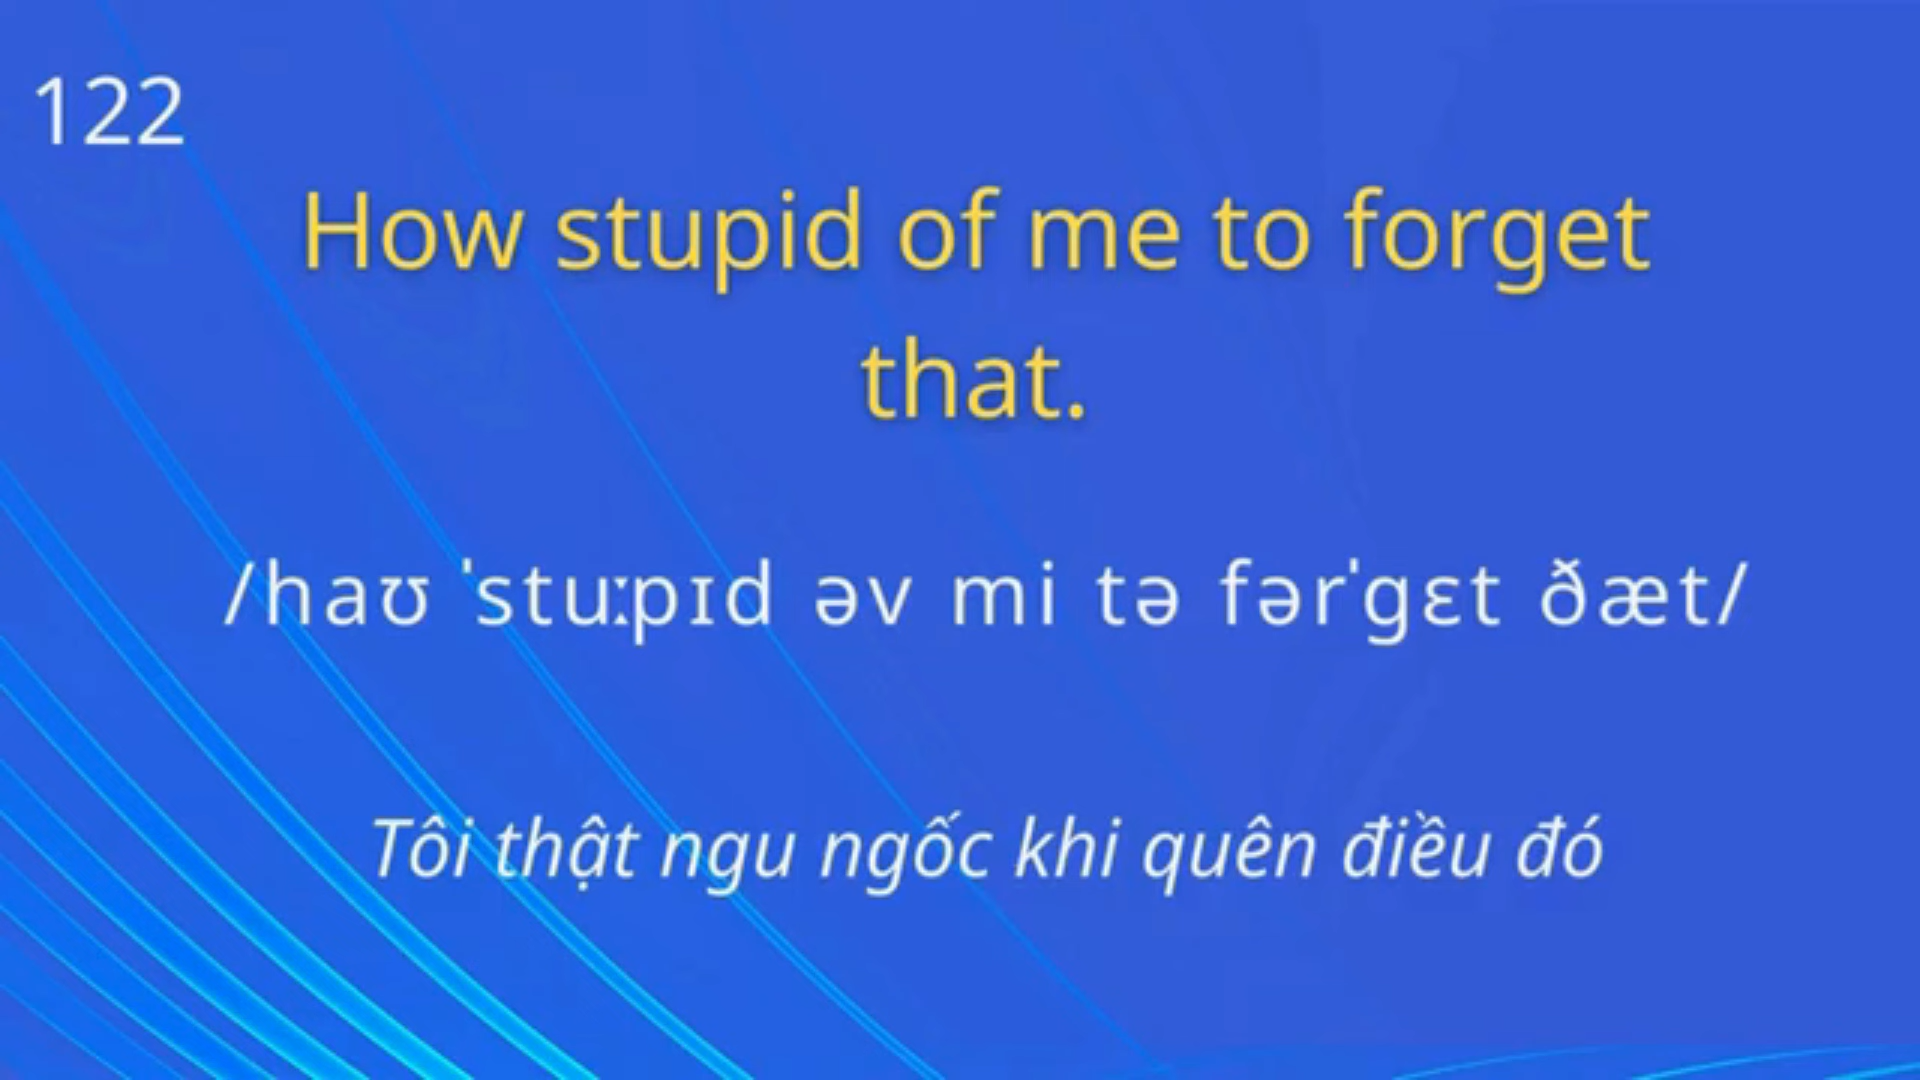 122
How stupid of me to forget
that.
/haʊ ˈstuːpɪd əv mi tə fərˈgɛt ðæt/
Tôi thật ngu ngốc khi quên điều đó